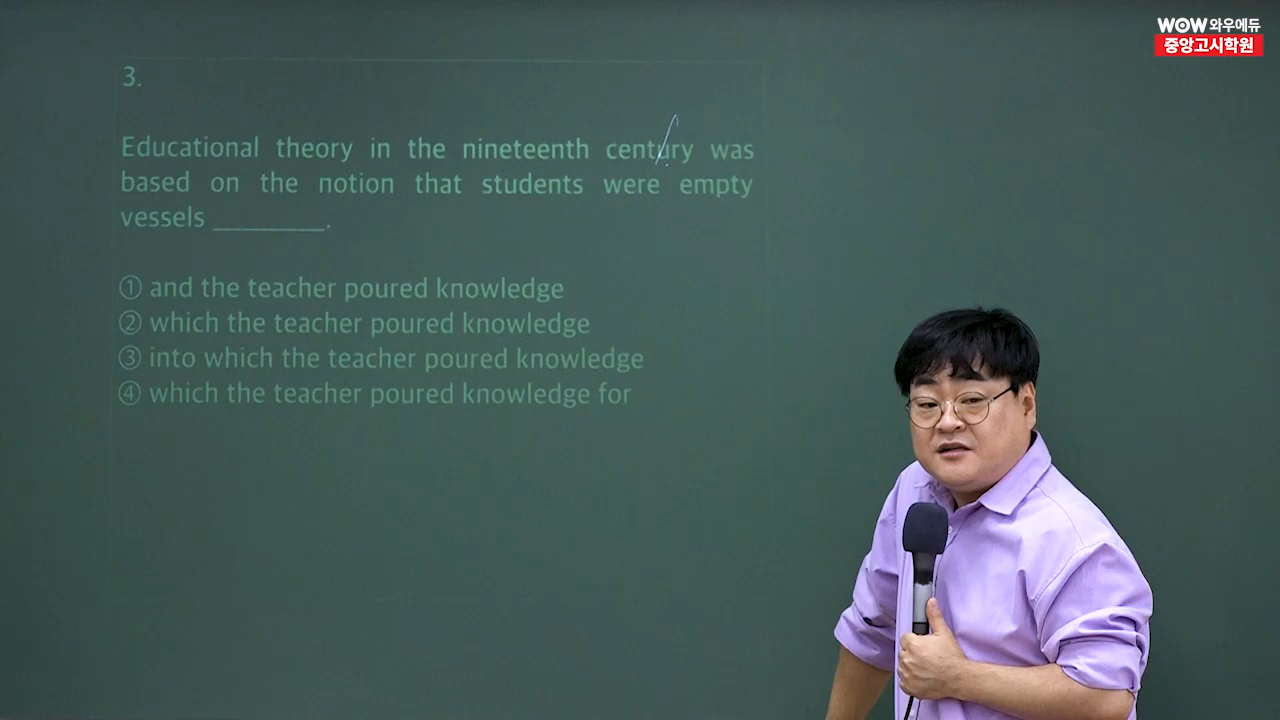 WOW 와우에듀
중앙고시학원
3.
Educational theory in the nineteenth century was
based on the notion that students were empty
vessels ________.
① and the teacher poured knowledge
② which the teacher poured knowledge
③ into which the teacher poured knowledge
④ which the teacher poured knowledge for